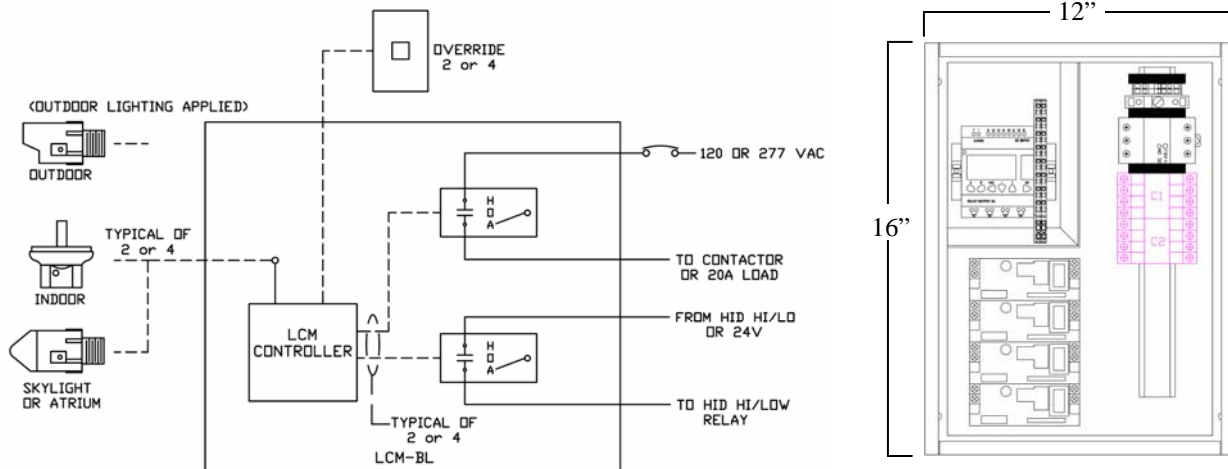 OVERRIDE
2 or 4
(OUTDOOR LIGHTING APPLIED)
OUTDOOR
120 OR 277 VAC
H
O
A
TYPICAL OF
2 or 4
INDOOR
TO CONTACTOR
OR 20A LOAD
LCM
CONTROLLER
FROM HID HI/LO
OR 24V
H
O
A
SKYLIGHT
OR ATRIUM
TO HID HI/LOW
RELAY
TYPICAL OF
2 or 4
LCM-BL
12”
16”
C1
C2